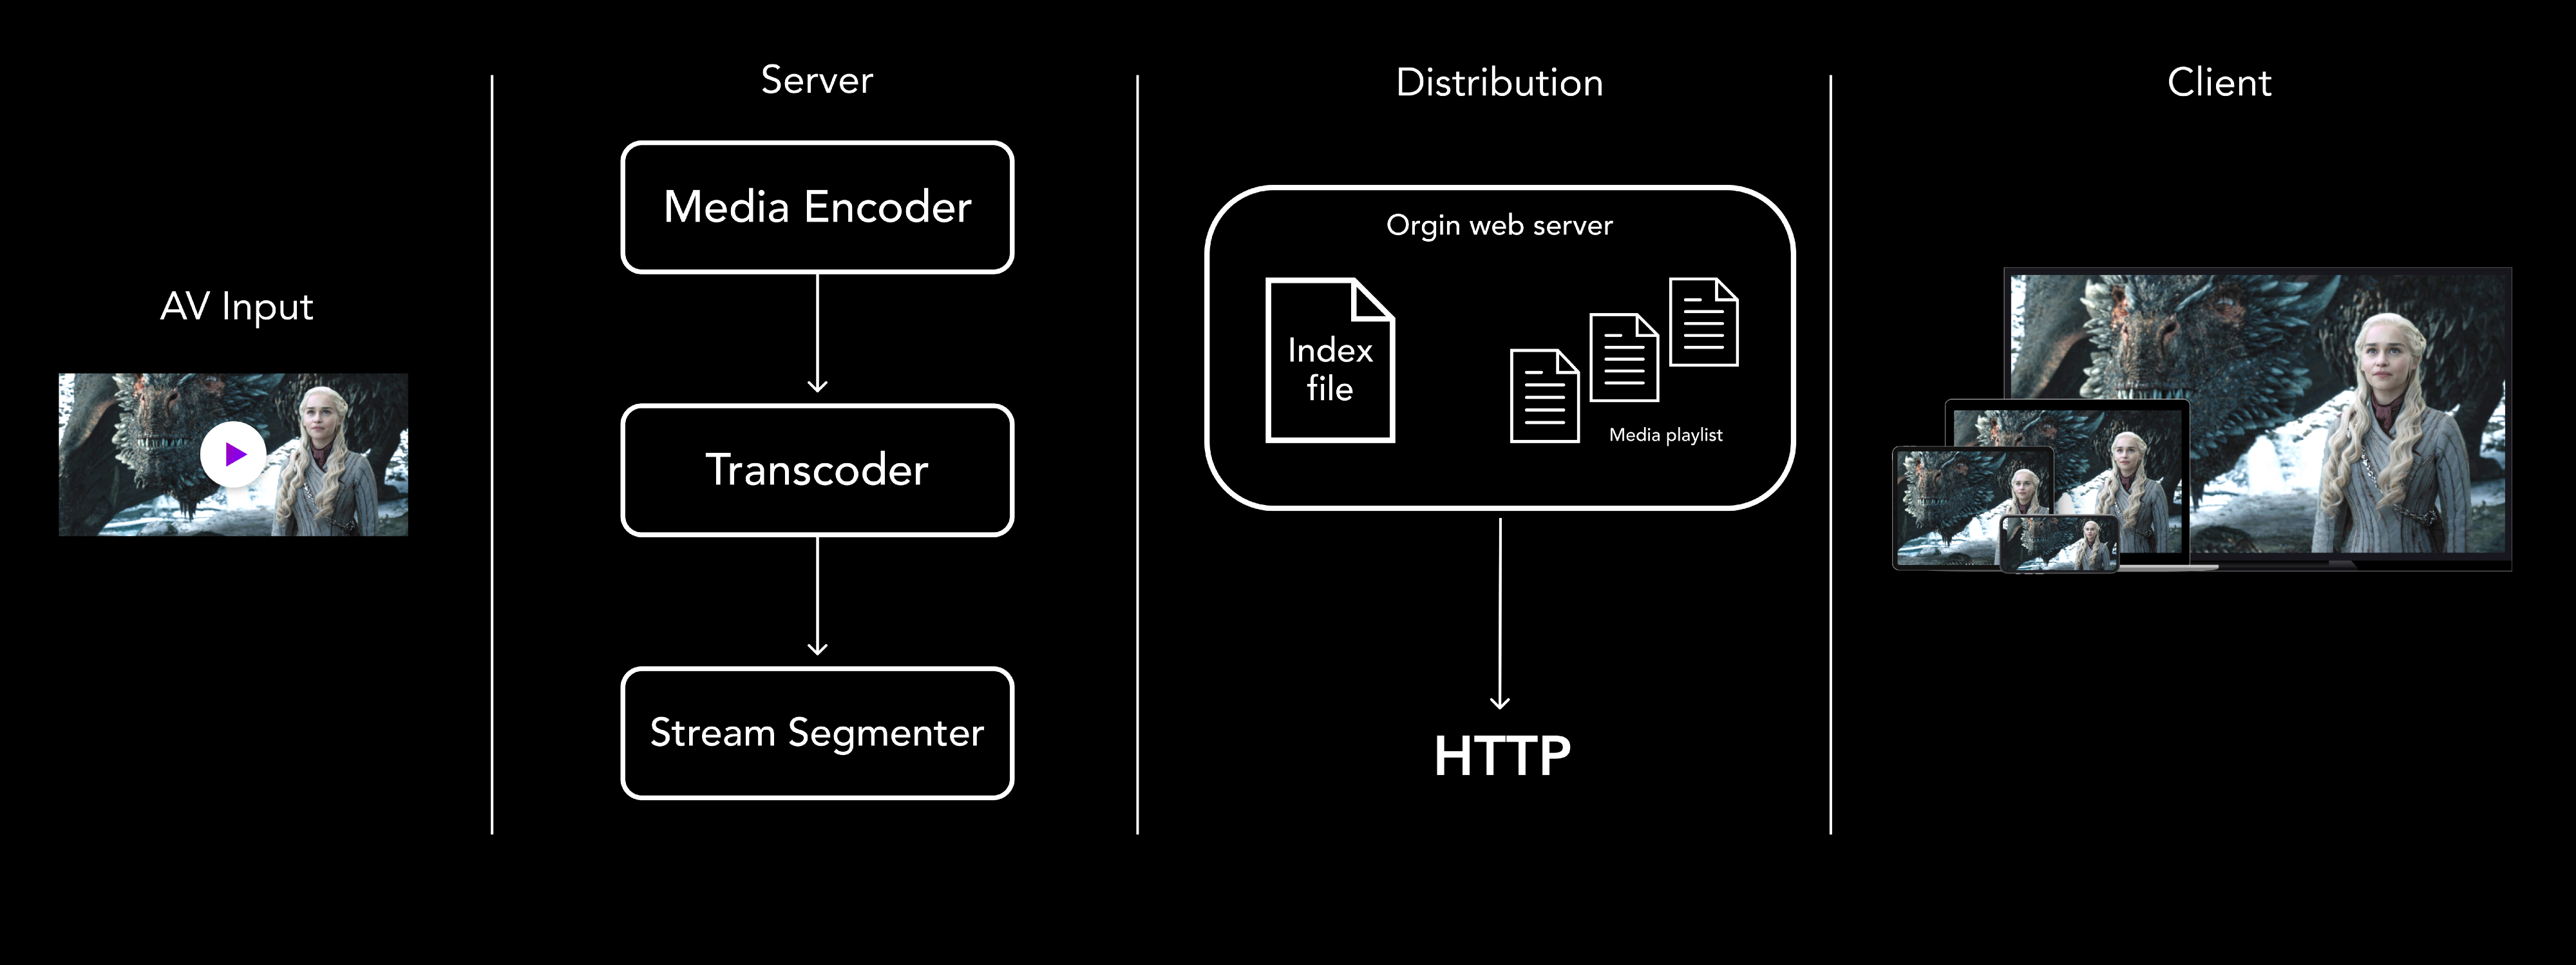 AV Input
Server
Media Encoder
Transcoder
Stream Segmenter
Distribution
Orgin web server
Index
file
Media playlist
HTTP
Client